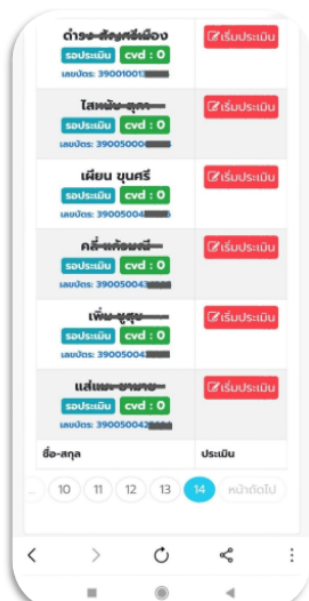 เริ่มประเมิน
รอประเมิน cvd : 0
เลขบัตร: 390010013
เริ่มประเมิน
รอประเมิน cvd : 0
เลขบัตร: 39005000
เผียน ขุนศรี เริ่มประเมิน
รอประเมิน cvd : 0
เลขบัตร: 39005004
เริ่มประเมิน
รอประเมิน cvd : 0
เลขบัตร: 390050043
เริ่มประเมิน
รอประเมิน cvd : 0
เลขบัตร: 39005004
เริ่มประเมิน
รอประเมิน cvd : 0
เลขบัตร: 39005004
ชื่อ-สกุล ประเมิน
... 10 11 12 13 14 หน้าถัดไป